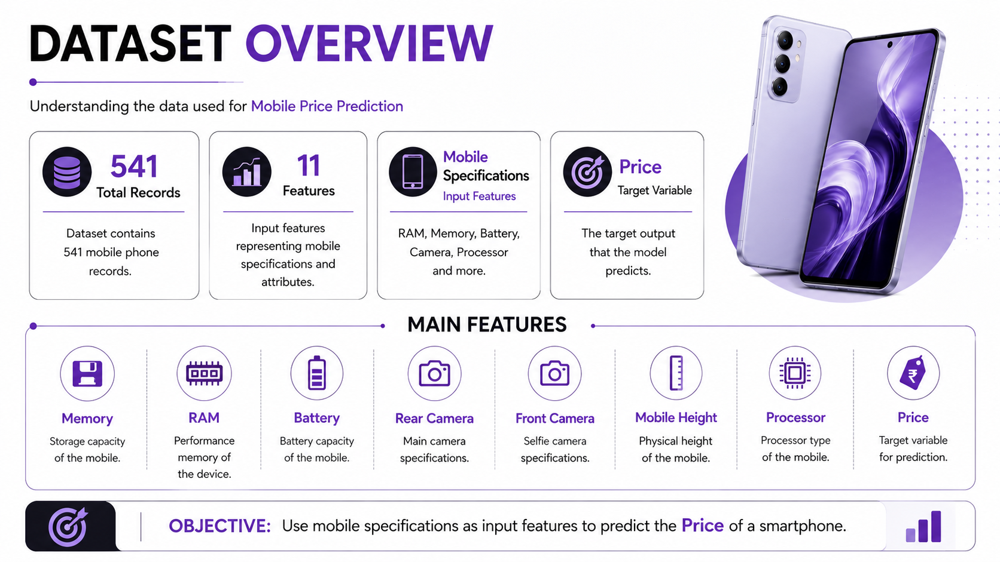 DATASET OVERVIEW
Understanding the data used for Mobile Price Prediction
541
Total Records
Dataset contains
541 mobile phone
records.
11
Features
Input features
representing mobile
specifications and
attributes.
Mobile
Specifications
Input Features
RAM, Memory, Battery,
Camera, Processor
and more.
Price
Target Variable
The target output
that the model
predicts.
MAIN FEATURES
Memory
Storage capacity
of the mobile.
RAM
Performance
memory of
the device.
Battery
Battery capacity
of the mobile.
Rear Camera
Main camera
specifications.
Front Camera
Selfie camera
specifications.
Mobile Height
Physical height
of the mobile.
Processor
Processor type
of the mobile.
₹
Price
Target variable
for prediction.
OBJECTIVE: Use mobile specifications as input features to predict the Price of a smartphone.